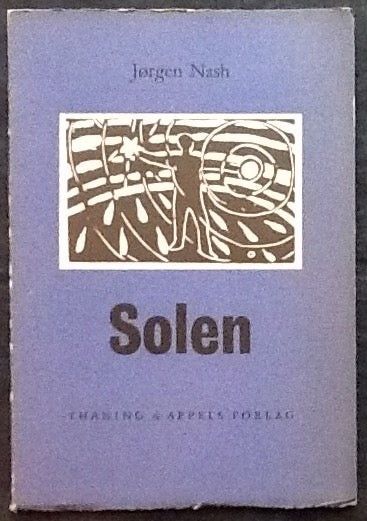 Jørgen Nash
Solen
THANING & APPELS FORLAG